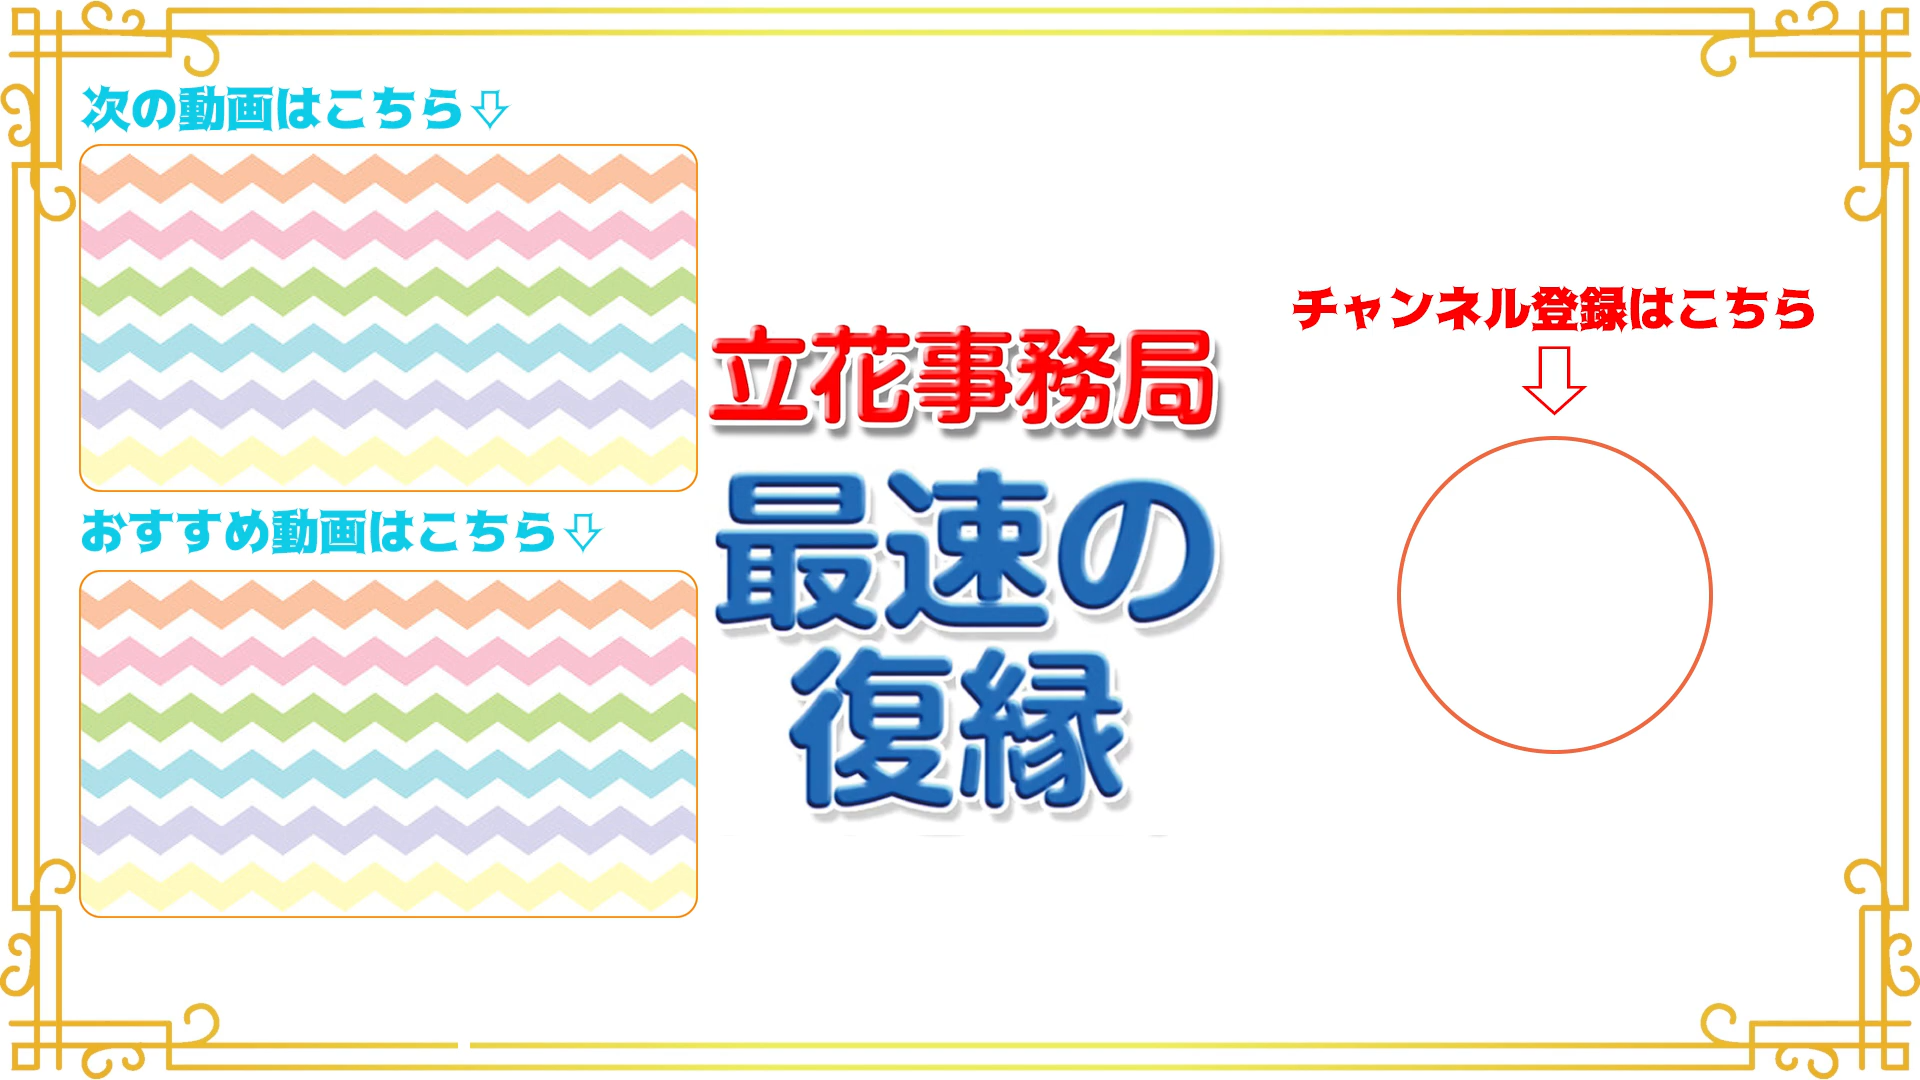 次の動画はこちら⇩
おすすめ動画はこちら⇩
立花事務局
最速の
復縁
チャンネル登録はこちら